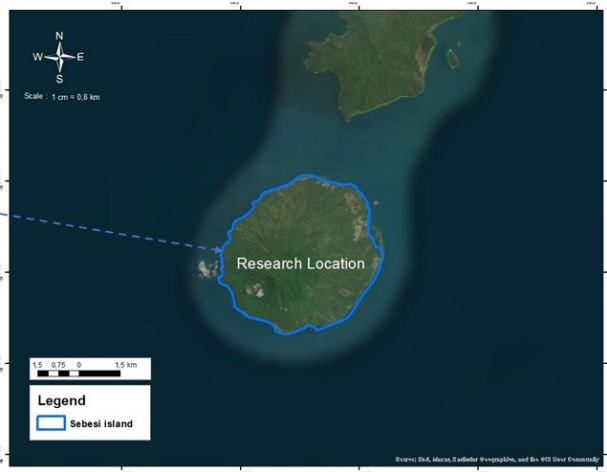 N
W E
S
Scale : 1 cm = 0,8 km
Research Location
1,5 0,75 0 1,5 km
Legend
Sebesi island
Source: Esri, Maxar, Earthstar Geographics, and the GIS User Community